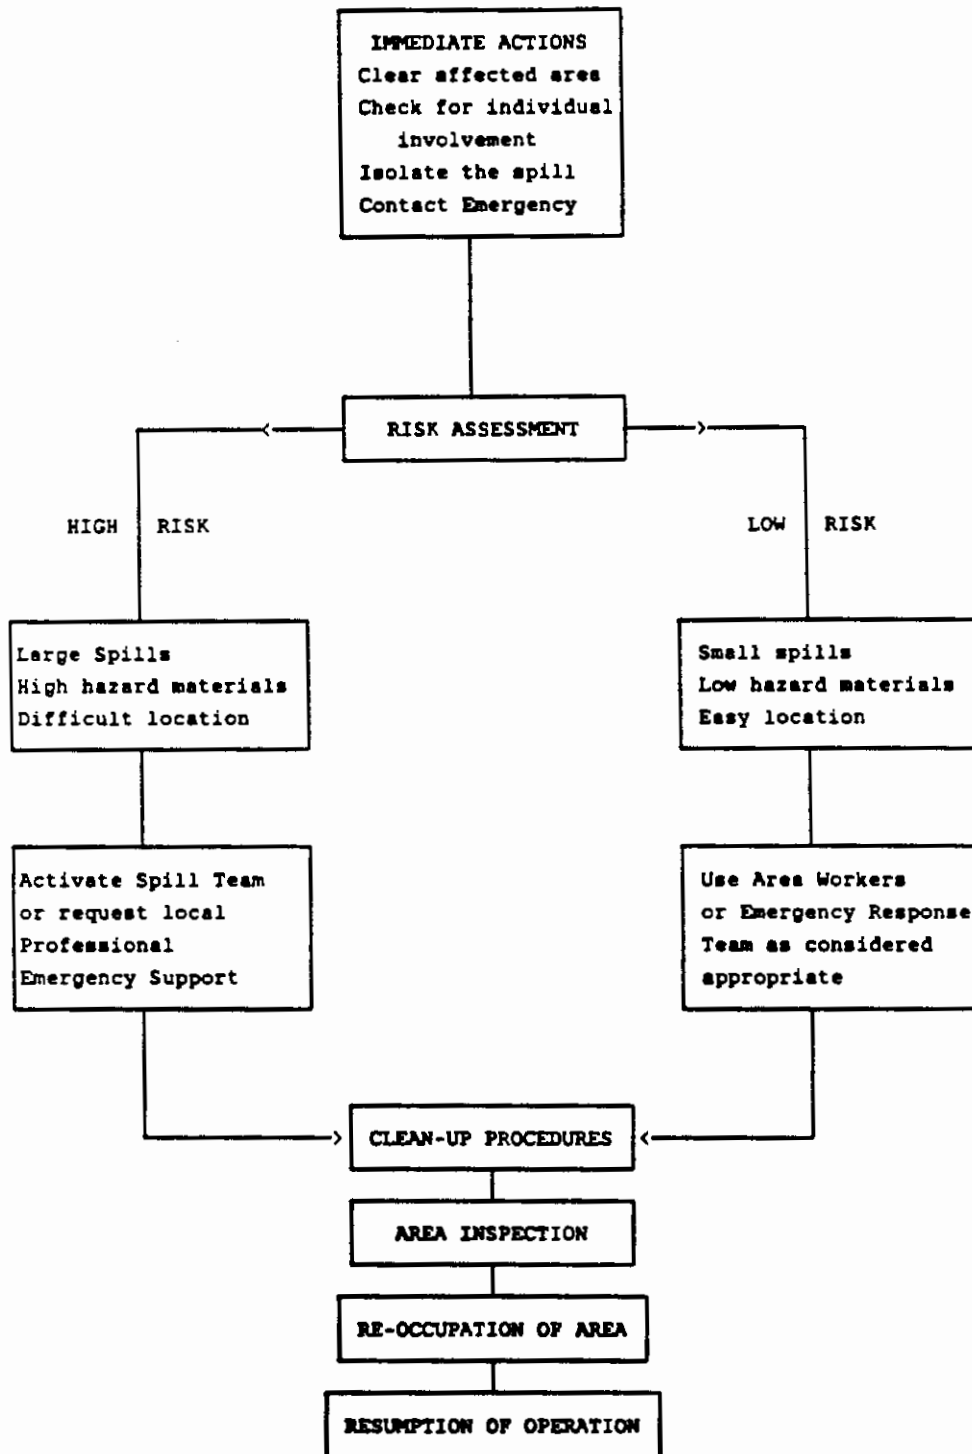 IMMEDIATE ACTIONS
Clear affected area
Check for individual
involvement
Isolate the spill
Contact Emergency
RISK ASSESSMENT
HIGH RISK
LOW RISK
Large Spills
High hazard materials
Difficult location
Small spills
Low hazard materials
Easy location
Activate Spill Team
or request local
Professional
Emergency Support
Use Area Workers
or Emergency Response
Team as considered
appropriate
CLEAN-UP PROCEDURES
AREA INSPECTION
RE-OCCUPATION OF AREA
RESUMPTION OF OPERATION